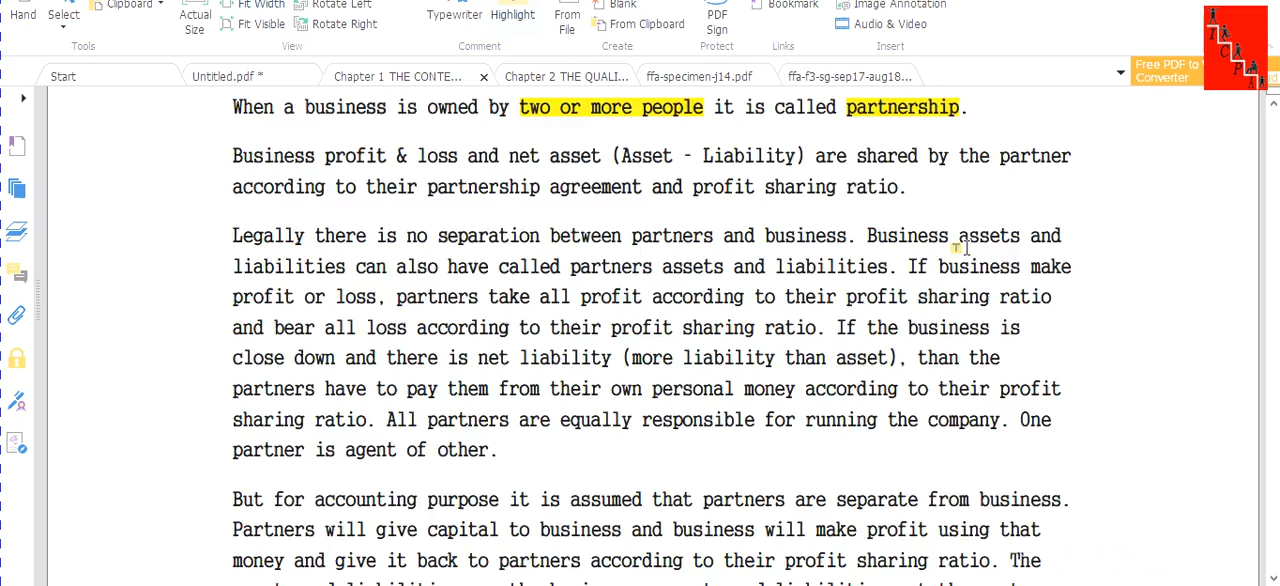 Hand Select Clipboard Actual Size Fit Width Rotate Left
Fit Visible Rotate Right
Typewriter Highlight From File Blank
From Clipboard PDF Sign Bookmark Image Annotation
Audio & Video
Tools View Comment Create Protect Links Insert
Start Untitled.pdf * Chapter 1 THE CONTE... × Chapter 2 THE QUALI... ffa-specimen-j14.pdf ffa-f3-sg-sep17-aug18...
Free PDF to
Converter
I C P A
When a business is owned by two or more people it is called partnership.
Business profit & loss and net asset (Asset - Liability) are shared by the partner
according to their partnership agreement and profit sharing ratio.
Legally there is no separation between partners and business. Business assets and
liabilities can also have called partners assets and liabilities. If business make
profit or loss, partners take all profit according to their profit sharing ratio
and bear all loss according to their profit sharing ratio. If the business is
close down and there is net liability (more liability than asset), than the
partners have to pay them from their own personal money according to their profit
sharing ratio. All partners are equally responsible for running the company. One
partner is agent of other.
But for accounting purpose it is assumed that partners are separate from business.
Partners will give capital to business and business will make profit using that
money and give it back to partners according to their profit sharing ratio. The